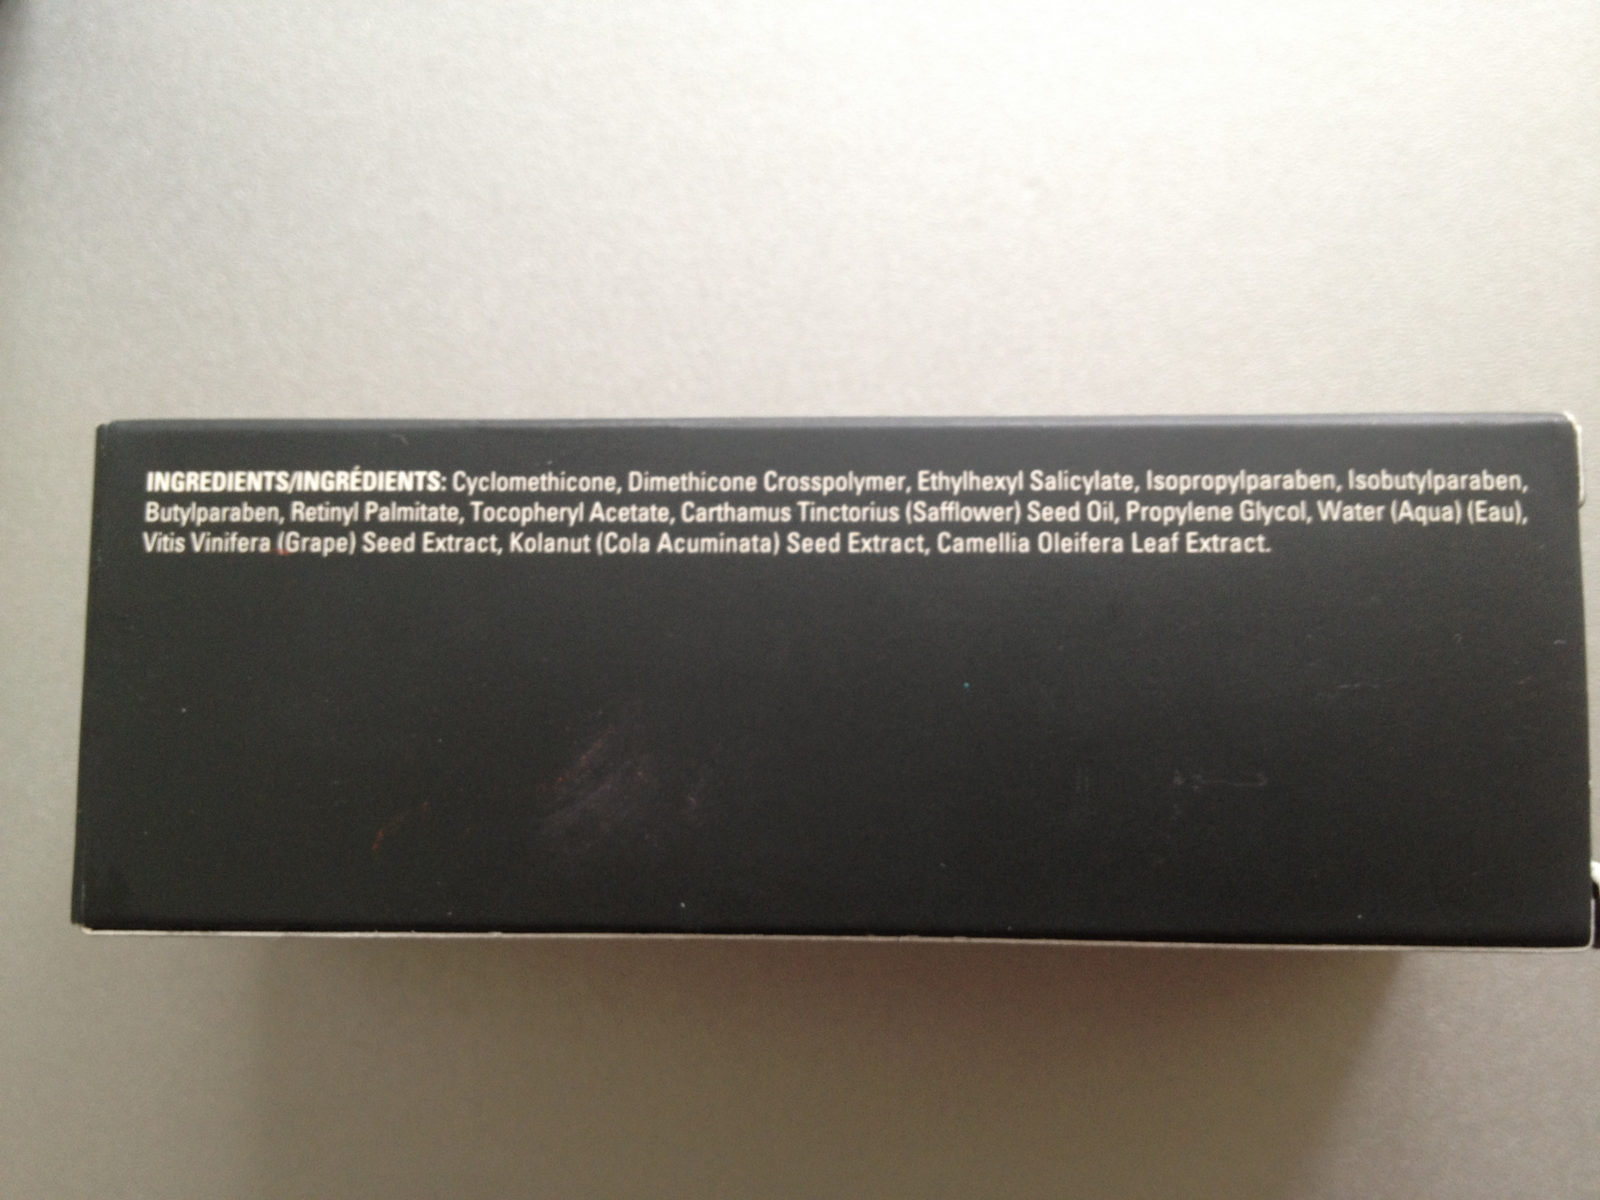 INGREDIENTS/INGRÉDIENTS: Cyclomethicone, Dimethicone Crosspolymer, Ethylhexyl Salicylate, Isopropylparaben, Isobutylparaben,
Butylparaben, Retinyl Palmitate, Tocopheryl Acetate, Carthamus Tinctorius (Safflower) Seed Oil, Propylene Glycol, Water (Aqua) (Eau),
Vitis Vinifera (Grape) Seed Extract, Kolanut (Cola Acuminata) Seed Extract, Camellia Oleifera Leaf Extract.